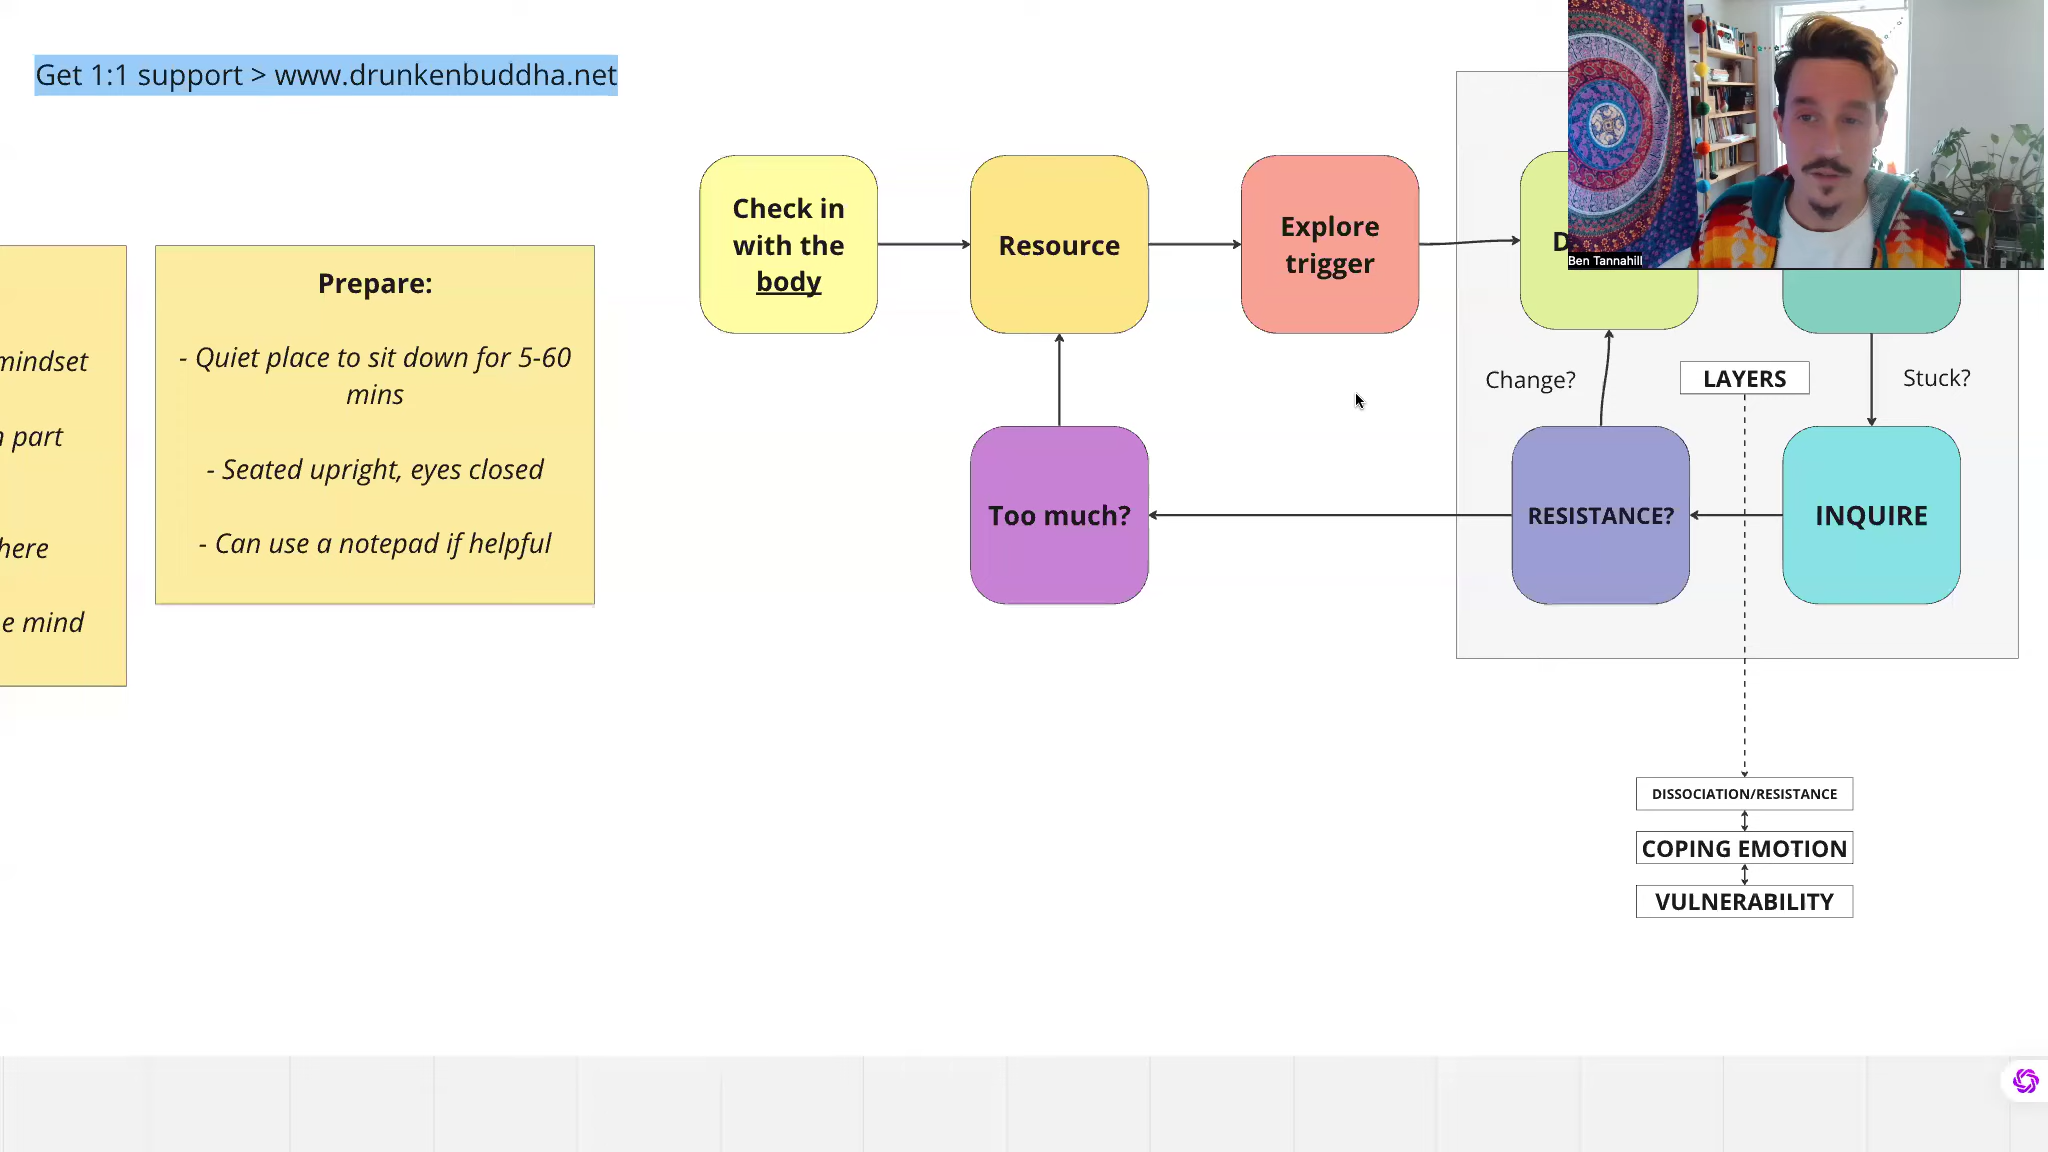 Get 1:1 support > www.drunkenbuddha.net
mindset
part
here
mind
Prepare:
- Quiet place to sit down for 5-60
mins
- Seated upright, eyes closed
- Can use a notepad if helpful
Check in
with the
body
Resource
Explore
trigger
Ben Tannahill
Change?
LAYERS
Stuck?
Too much?
RESISTANCE?
INQUIRE
DISSOCIATION/RESISTANCE
COPING EMOTION
VULNERABILITY